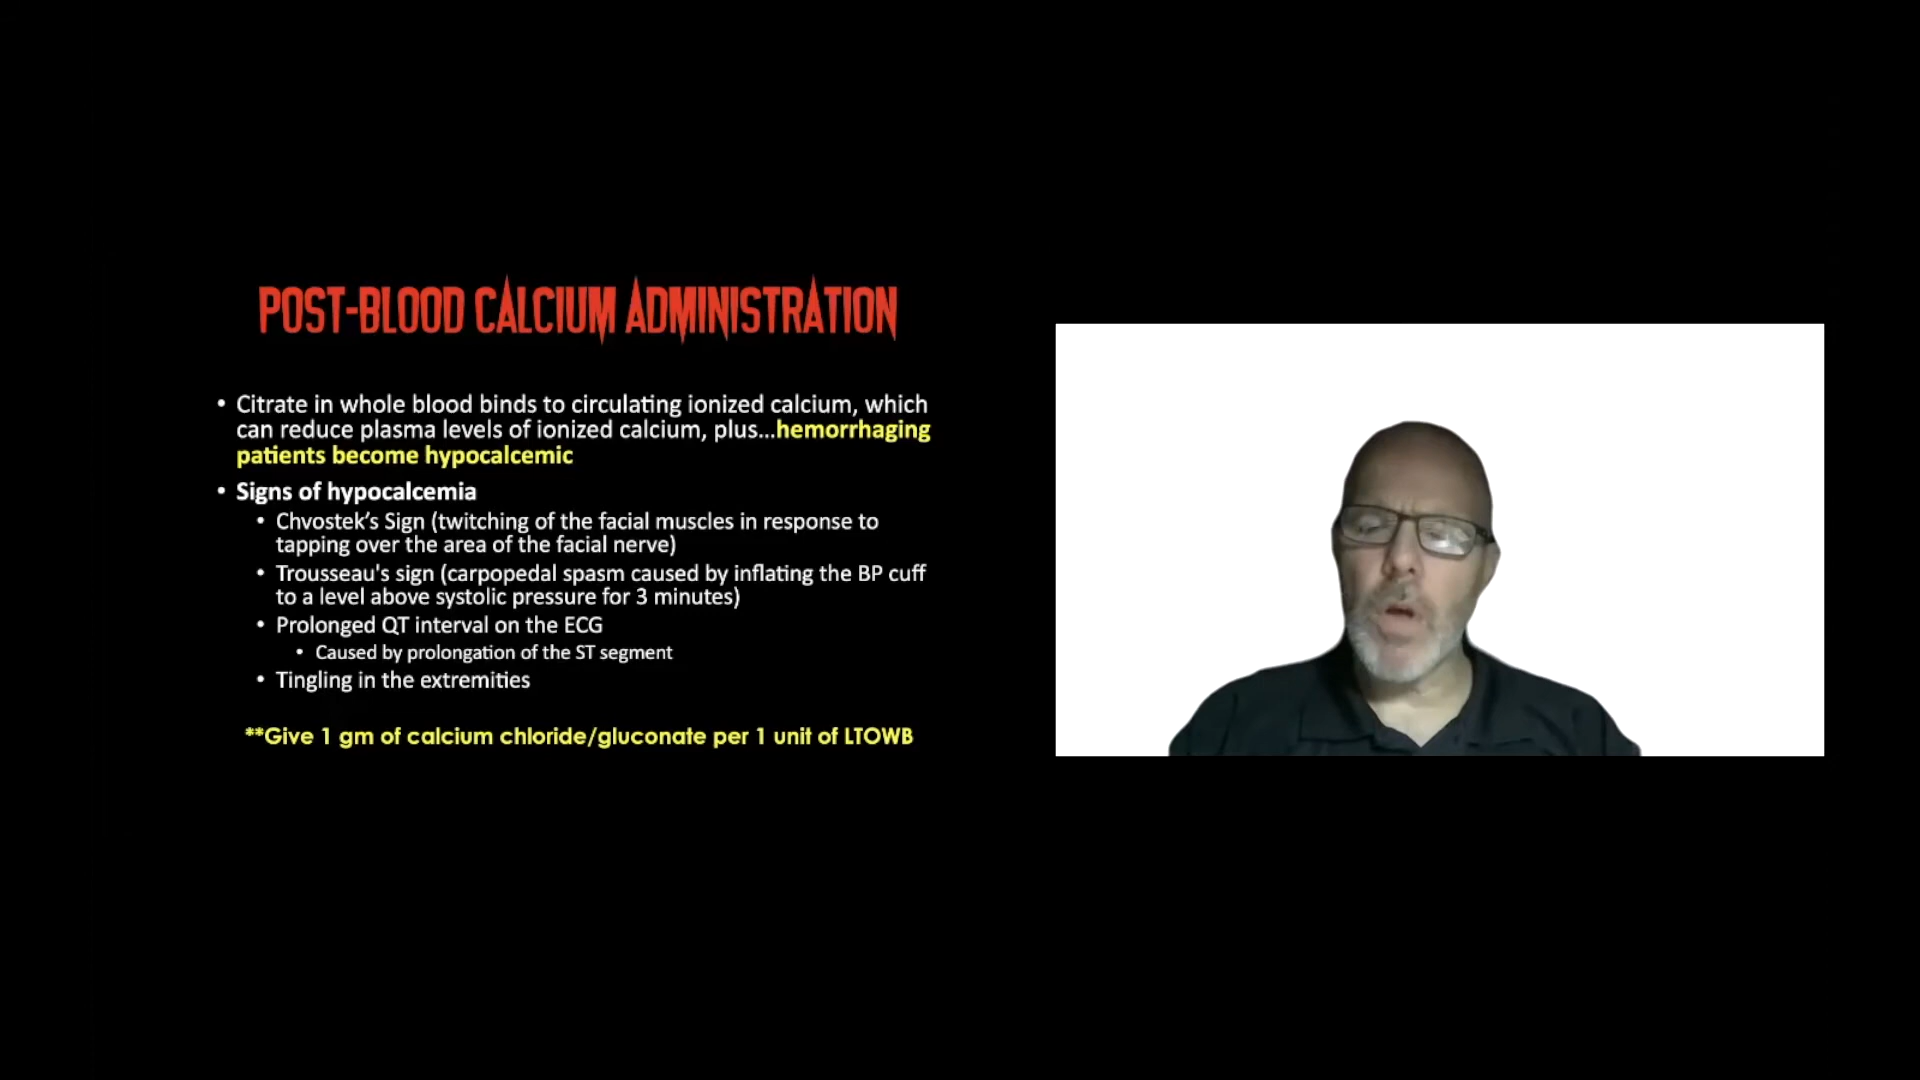 POST-BLOOD CALCIUM ADMINISTRATION
• Citrate in whole blood binds to circulating ionized calcium, which
can reduce plasma levels of ionized calcium, plus...hemorrhaging
patients become hypocalcemic
• Signs of hypocalcemia
• Chvostek’s Sign (twitching of the facial muscles in response to
tapping over the area of the facial nerve)
• Trousseau's sign (carpopedal spasm caused by inflating the BP cuff
to a level above systolic pressure for 3 minutes)
• Prolonged QT interval on the ECG
• Caused by prolongation of the ST segment
• Tingling in the extremities
**Give 1 gm of calcium chloride/gluconate per 1 unit of LTOWB